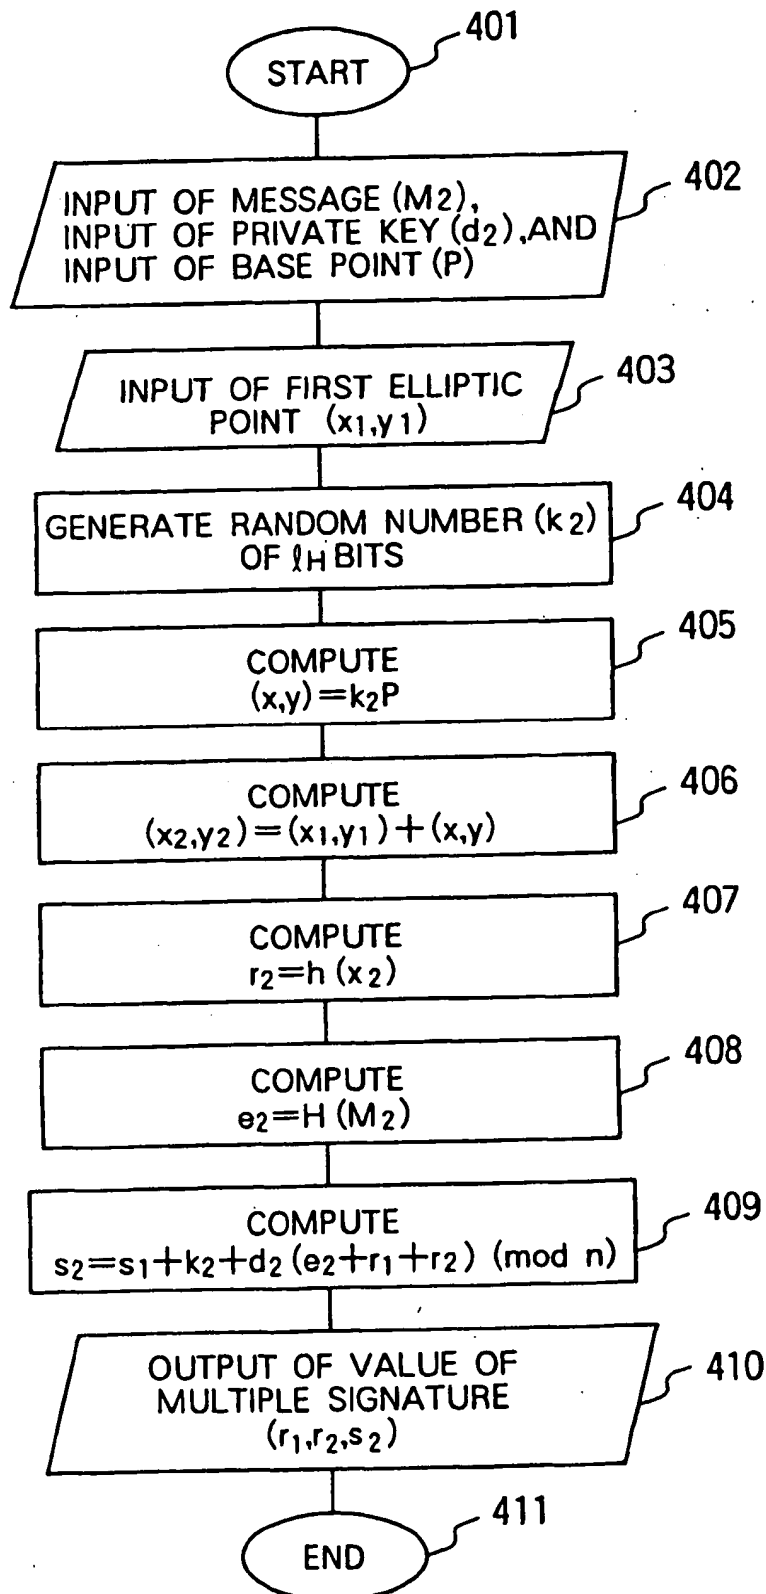 401
START
402
INPUT OF MESSAGE (M2),
INPUT OF PRIVATE KEY (d2), AND
INPUT OF BASE POINT (P)
403
INPUT OF FIRST ELLIPTIC
POINT (x1,y1)
404
GENERATE RANDOM NUMBER (k2)
OF ℓH BITS
405
COMPUTE
(x,y)=k2P
406
COMPUTE
(x2,y2)=(x1,y1)+(x,y)
407
COMPUTE
r2=h(x2)
408
COMPUTE
e2=H(M2)
409
COMPUTE
s2=s1+k2+d2(e2+r1+r2) (mod n)
410
OUTPUT OF VALUE OF
MULTIPLE SIGNATURE
(r1,r2,s2)
411
END